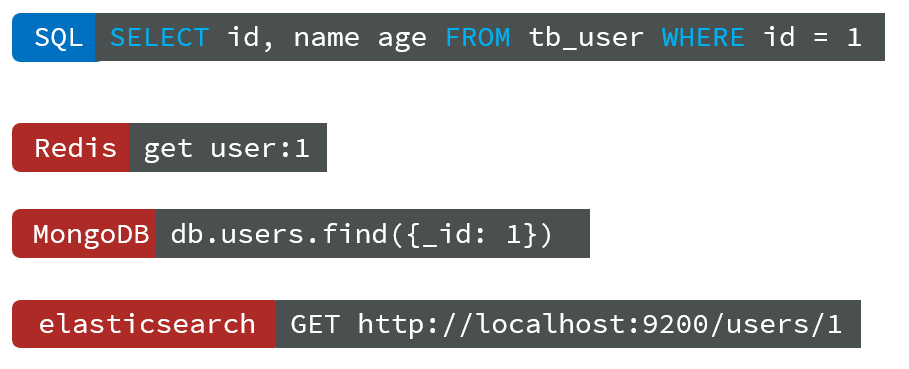 SQL SELECT id, name age FROM tb_user WHERE id = 1
Redis get user:1
MongoDB db.users.find({_id: 1})
elasticsearch GET http://localhost:9200/users/1